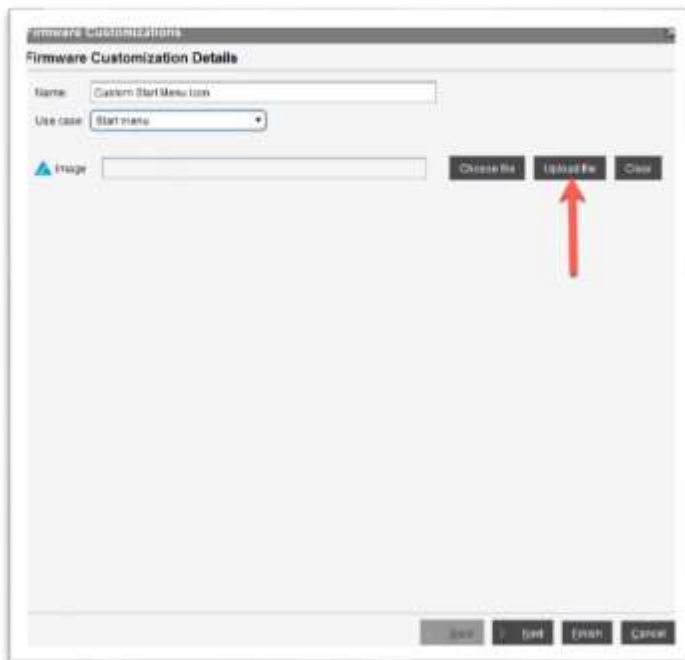 Firmware Customizations
Firmware Customization Details
Name Custom Start Menu Icon
Use case Start menu
Image Choose file Upload file Clear
Back Next Finish Cancel